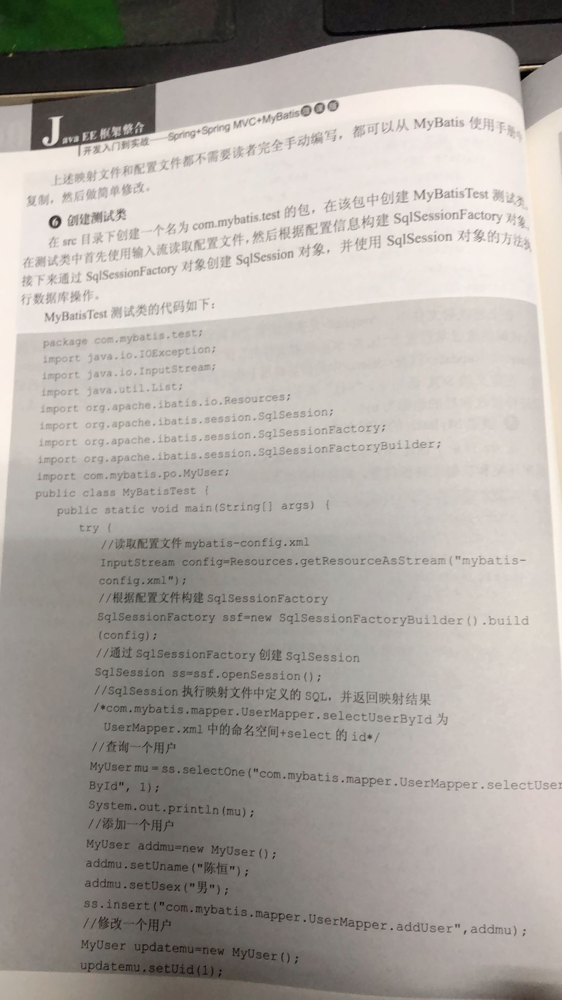 Java EE 框架整合
开发入门到实战——Spring+Spring MVC+MyBatis微课版
上述映射文件和配置文件都不需要读者完全手动编写，都可以从 MyBatis 使用手册中
复制，然后做简单修改。
❻ 创建测试类
在 src 目录下创建一个名为 com.mybatis.test 的包，在该包中创建 MyBatisTest 测试类。
在测试类中首先使用输入流读取配置文件，然后根据配置信息构建 SqlSessionFactory 对象。
接下来通过 SqlSessionFactory 对象创建 SqlSession 对象，并使用 SqlSession 对象的方法执
行数据库操作。
MyBatisTest 测试类的代码如下：
package com.mybatis.test;
import java.io.IOException;
import java.io.InputStream;
import java.util.List;
import org.apache.ibatis.io.Resources;
import org.apache.ibatis.session.SqlSession;
import org.apache.ibatis.session.SqlSessionFactory;
import org.apache.ibatis.session.SqlSessionFactoryBuilder;
import com.mybatis.po.MyUser;
public class MyBatisTest {
public static void main(String[] args) {
try {
//读取配置文件 mybatis-config.xml
InputStream config=Resources.getResourceAsStream("mybatis-
config.xml");
//根据配置文件构建 SqlSessionFactory
SqlSessionFactory ssf=new SqlSessionFactoryBuilder().build
(config);
//通过 SqlSessionFactory 创建 SqlSession
SqlSession ss=ssf.openSession();
//SqlSession 执行映射文件中定义的 SQL，并返回映射结果
/*com.mybatis.mapper.UserMapper.selectUserById 为
UserMapper.xml 中的命名空间+select 的 id*/
//查询一个用户
MyUser mu = ss.selectOne("com.mybatis.mapper.UserMapper.selectUser
ById", 1);
System.out.println(mu);
//添加一个用户
MyUser addmu=new MyUser();
addmu.setUname("陈恒");
addmu.setUsex("男");
ss.insert("com.mybatis.mapper.UserMapper.addUser",addmu);
//修改一个用户
MyUser updatemu=new MyUser();
updatemu.setUid(1);